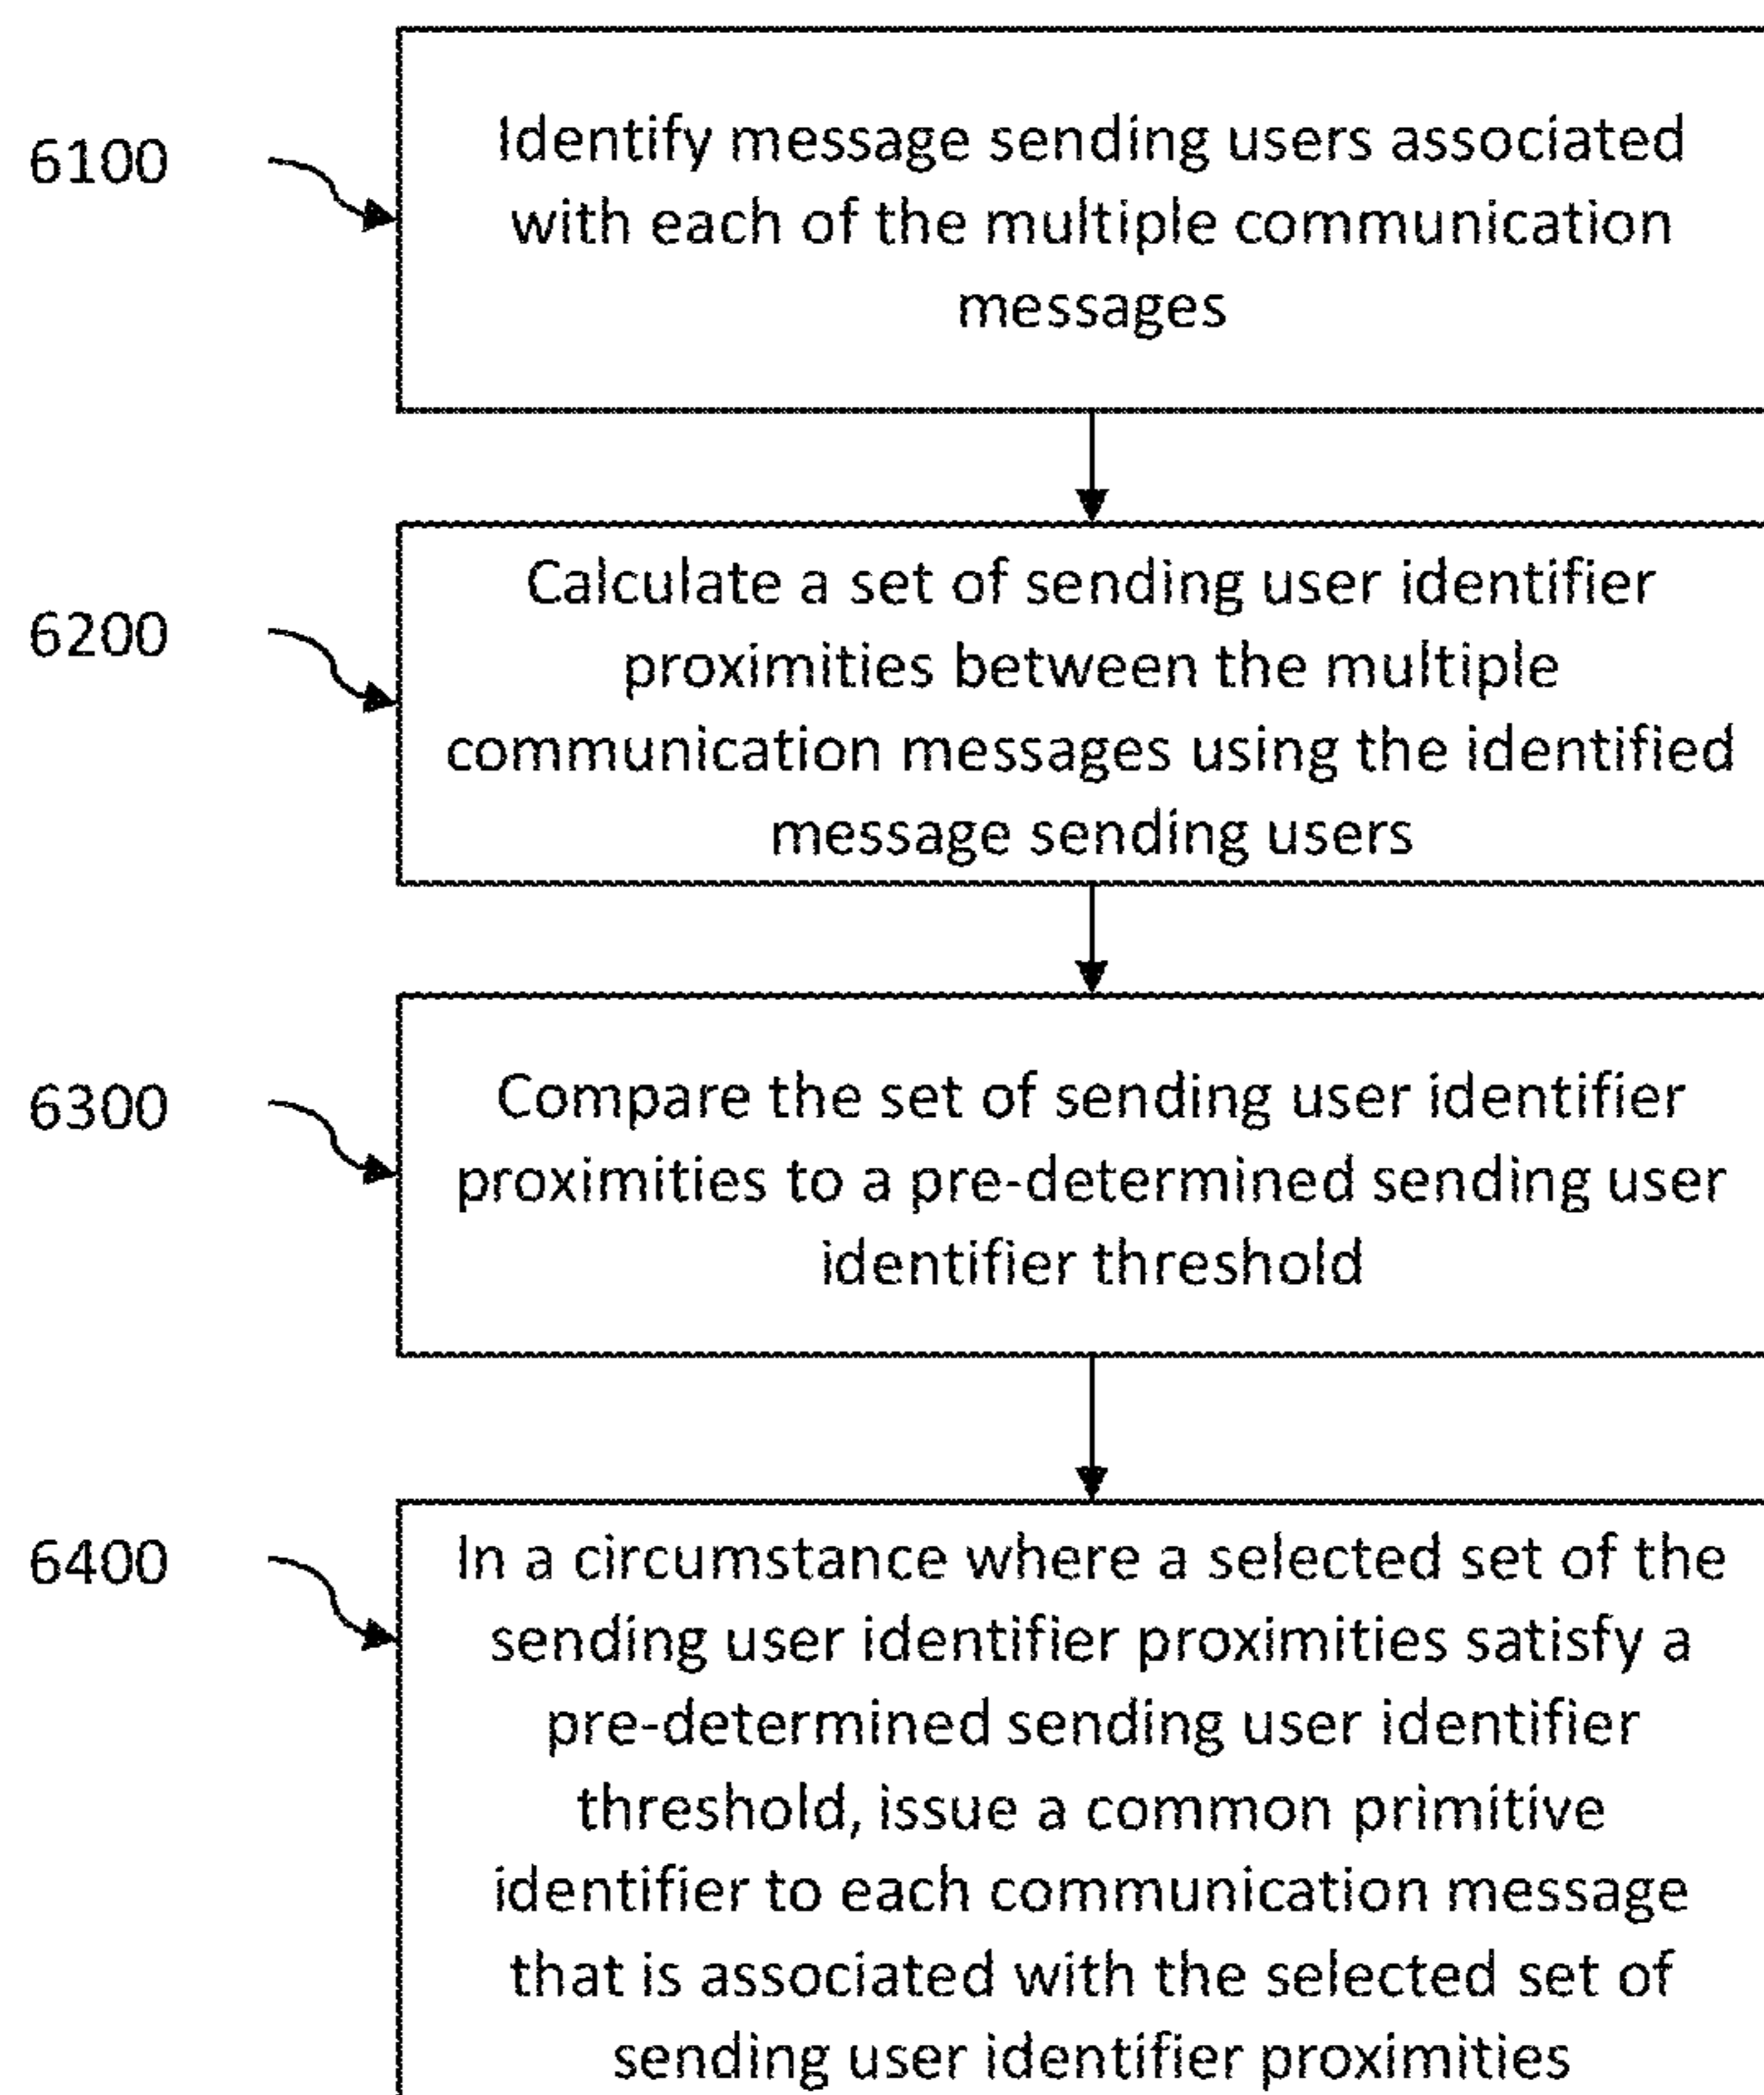 6100
Identify message sending users associated
with each of the multiple communication
messages
6200
Calculate a set of sending user identifier
proximities between the multiple
communication messages using the identified
message sending users
6300
Compare the set of sending user identifier
proximities to a pre-determined sending user
identifier threshold
6400
In a circumstance where a selected set of the
sending user identifier proximities satisfy a
pre-determined sending user identifier
threshold, issue a common primitive
identifier to each communication message
that is associated with the selected set of
sending user identifier proximities